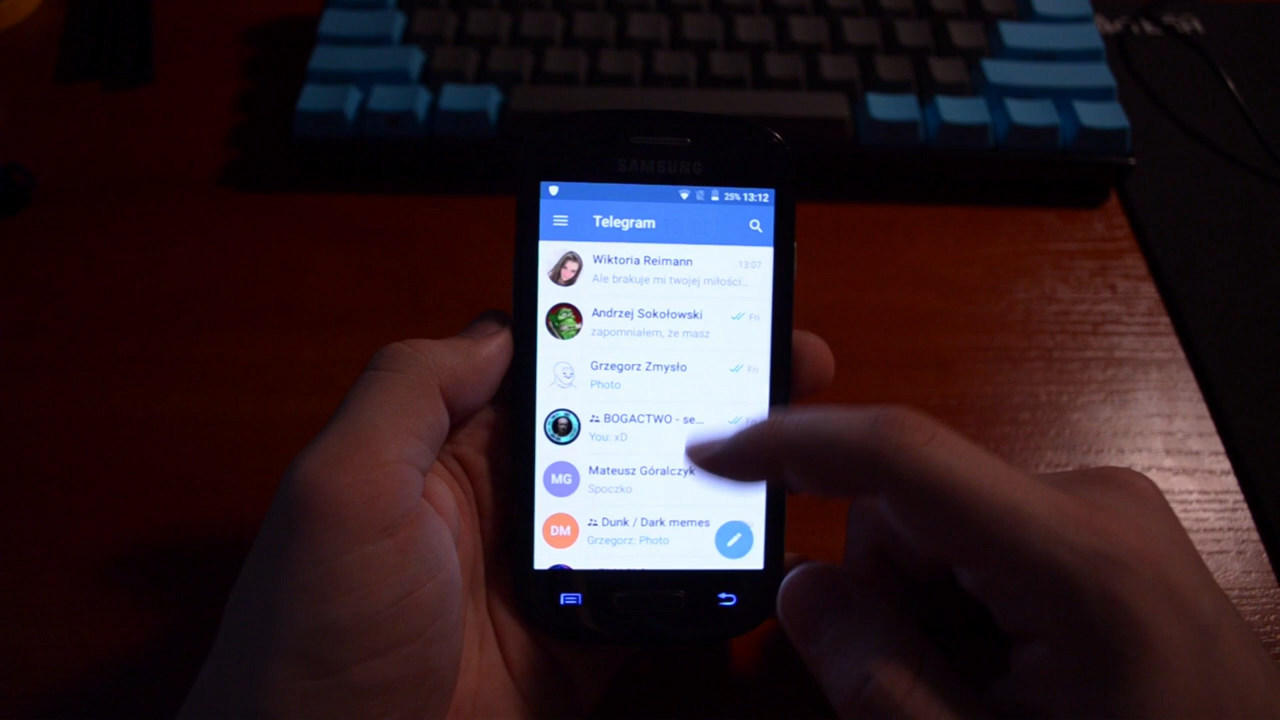 SAMSUNG
25% 13:12
Telegram
Wiktoria Reimann 13:07
Ale brakuje mi twojej miłości...
Andrzej Sokołowski Fri
zapomniałem, że masz
Grzegorz Zmysło Fri
Photo
BOGACTWO - se...
You: xD
Mateusz Góralczyk
MG
Spoczko
Dunk / Dark memes
DM
Grzegorz: Photo